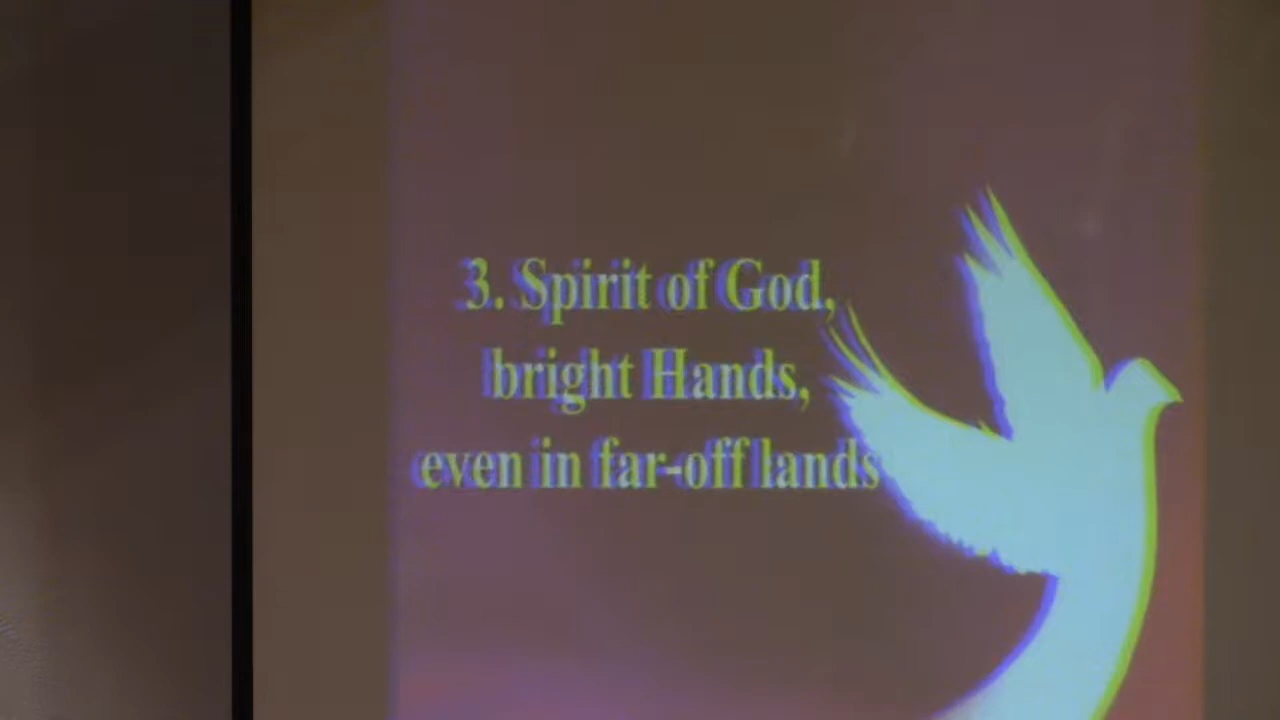 3. Spirit of God,
bright Hands,
even in far-off lands